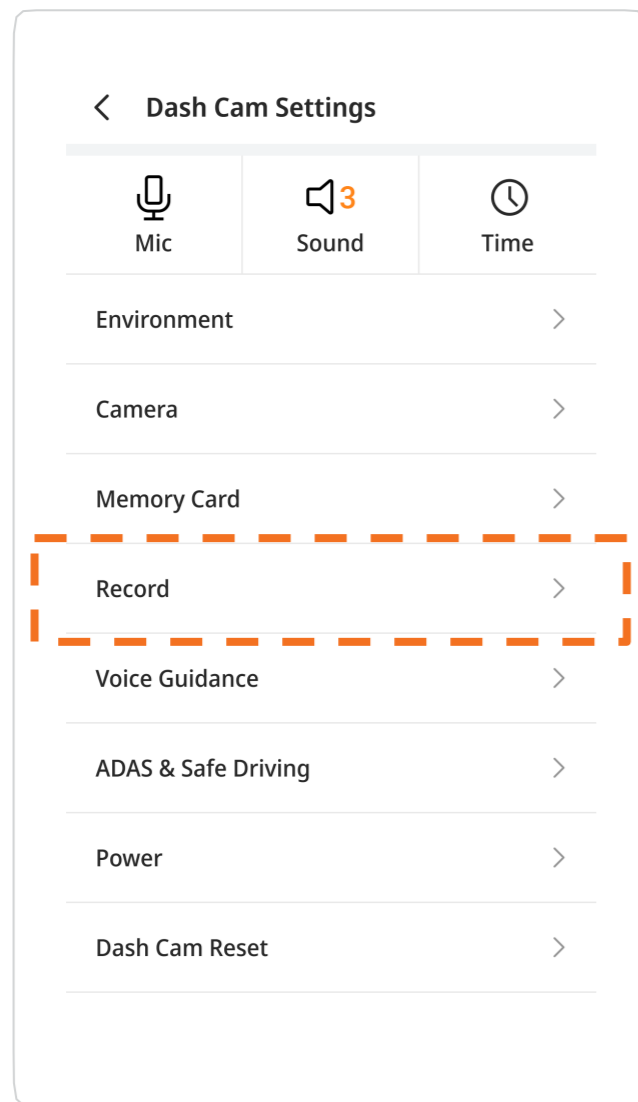 Dash Cam Settings
3
Mic Sound Time
Environment
Camera
Memory Card
Record
Voice Guidance
ADAS & Safe Driving
Power
Dash Cam Reset